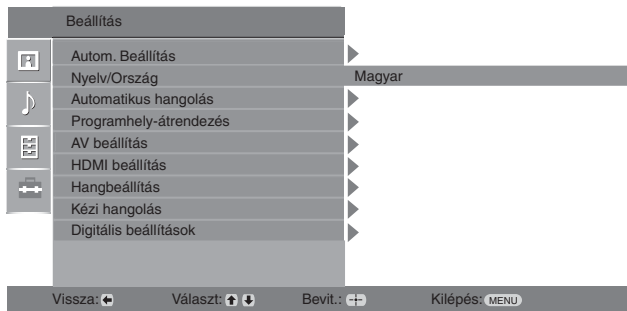 Beállítás
Autom. Beállítás
Nyelv/Ország Magyar
Automatikus hangolás
Programhely-átrendezés
AV beállítás
HDMI beállítás
Hangbeállítás
Kézi hangolás
Digitális beállítások
Vissza: Választ: Bevit.: Kilépés: MENU